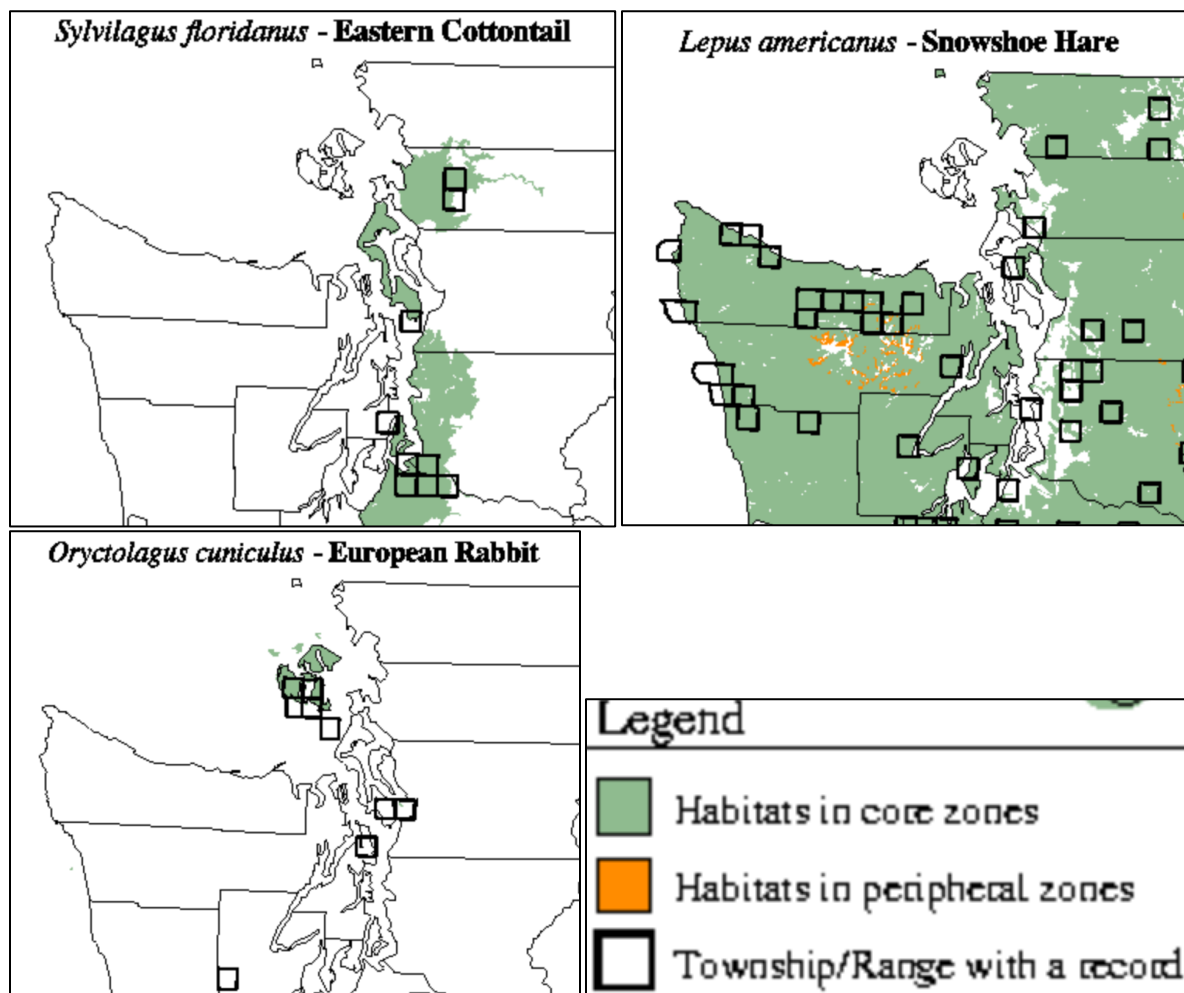 Sylvilagus floridanus - Eastern Cottontail
Lepus americanus - Snowshoe Hare
Oryctolagus cuniculus - European Rabbit
Legend
Habitats in core zones
Habitats in peripheral zones
Township/Range with a record